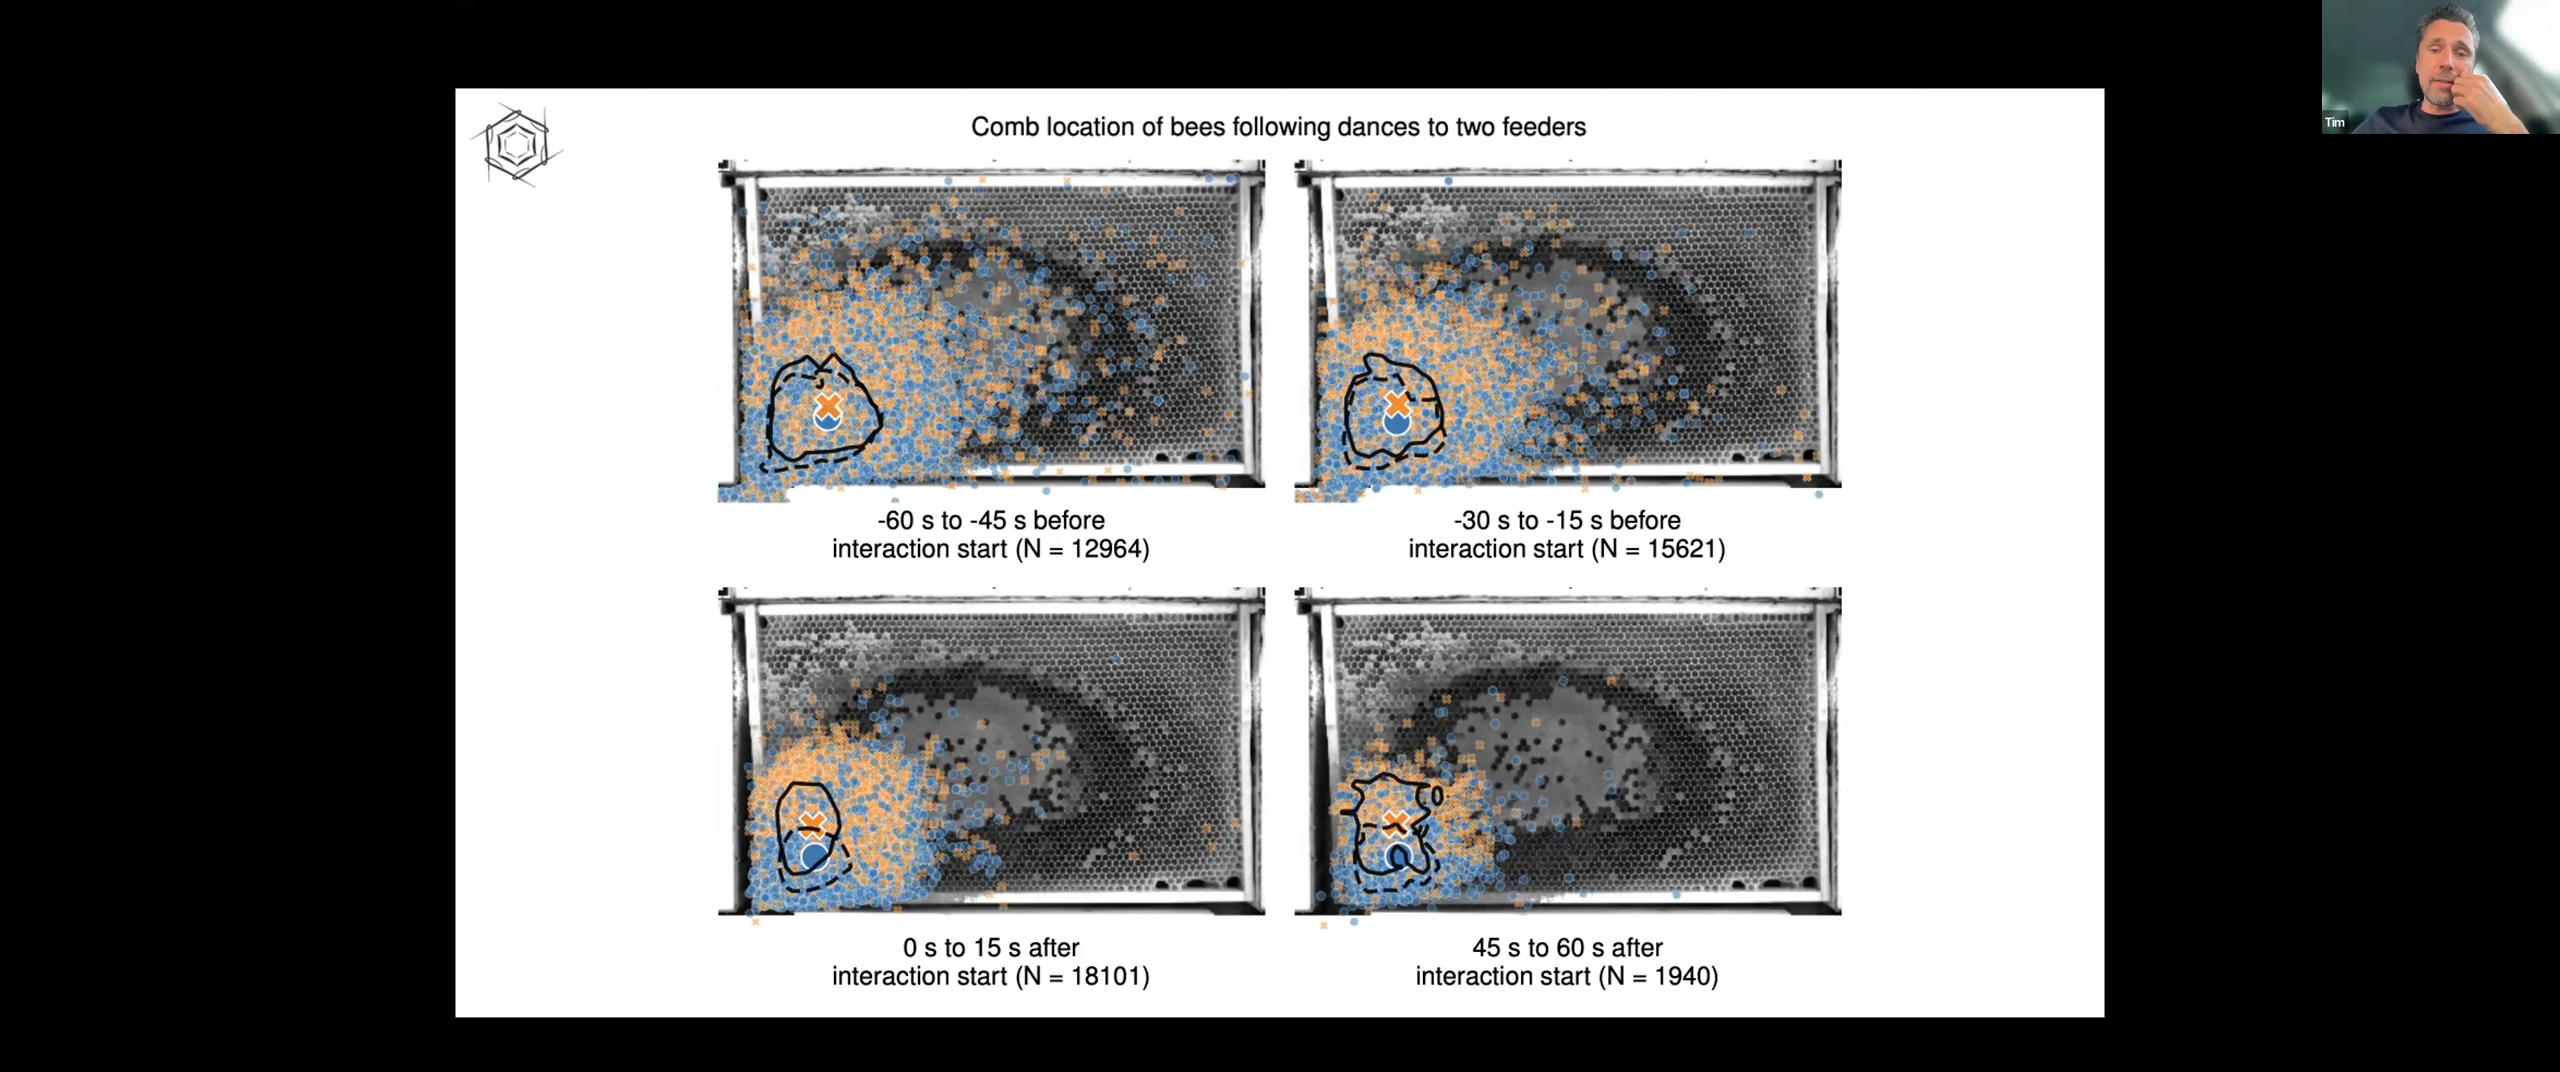 Comb location of bees following dances to two feeders
-60 s to -45 s before
interaction start (N = 12964)
-30 s to -15 s before
interaction start (N = 15621)
0 s to 15 s after
interaction start (N = 18101)
45 s to 60 s after
interaction start (N = 1940)
Tim